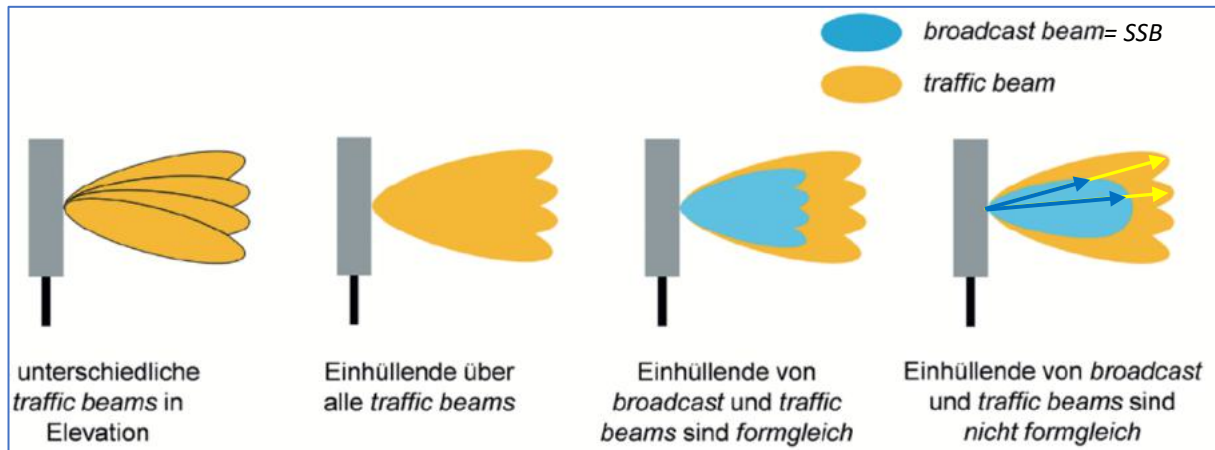 broadcast beam= SSB
traffic beam
unterschiedliche
traffic beams in
Elevation
Einhüllende über
alle traffic beams
Einhüllende von
broadcast und traffic
beams sind formgleich
Einhüllende von broadcast
und traffic beams sind
nicht formgleich